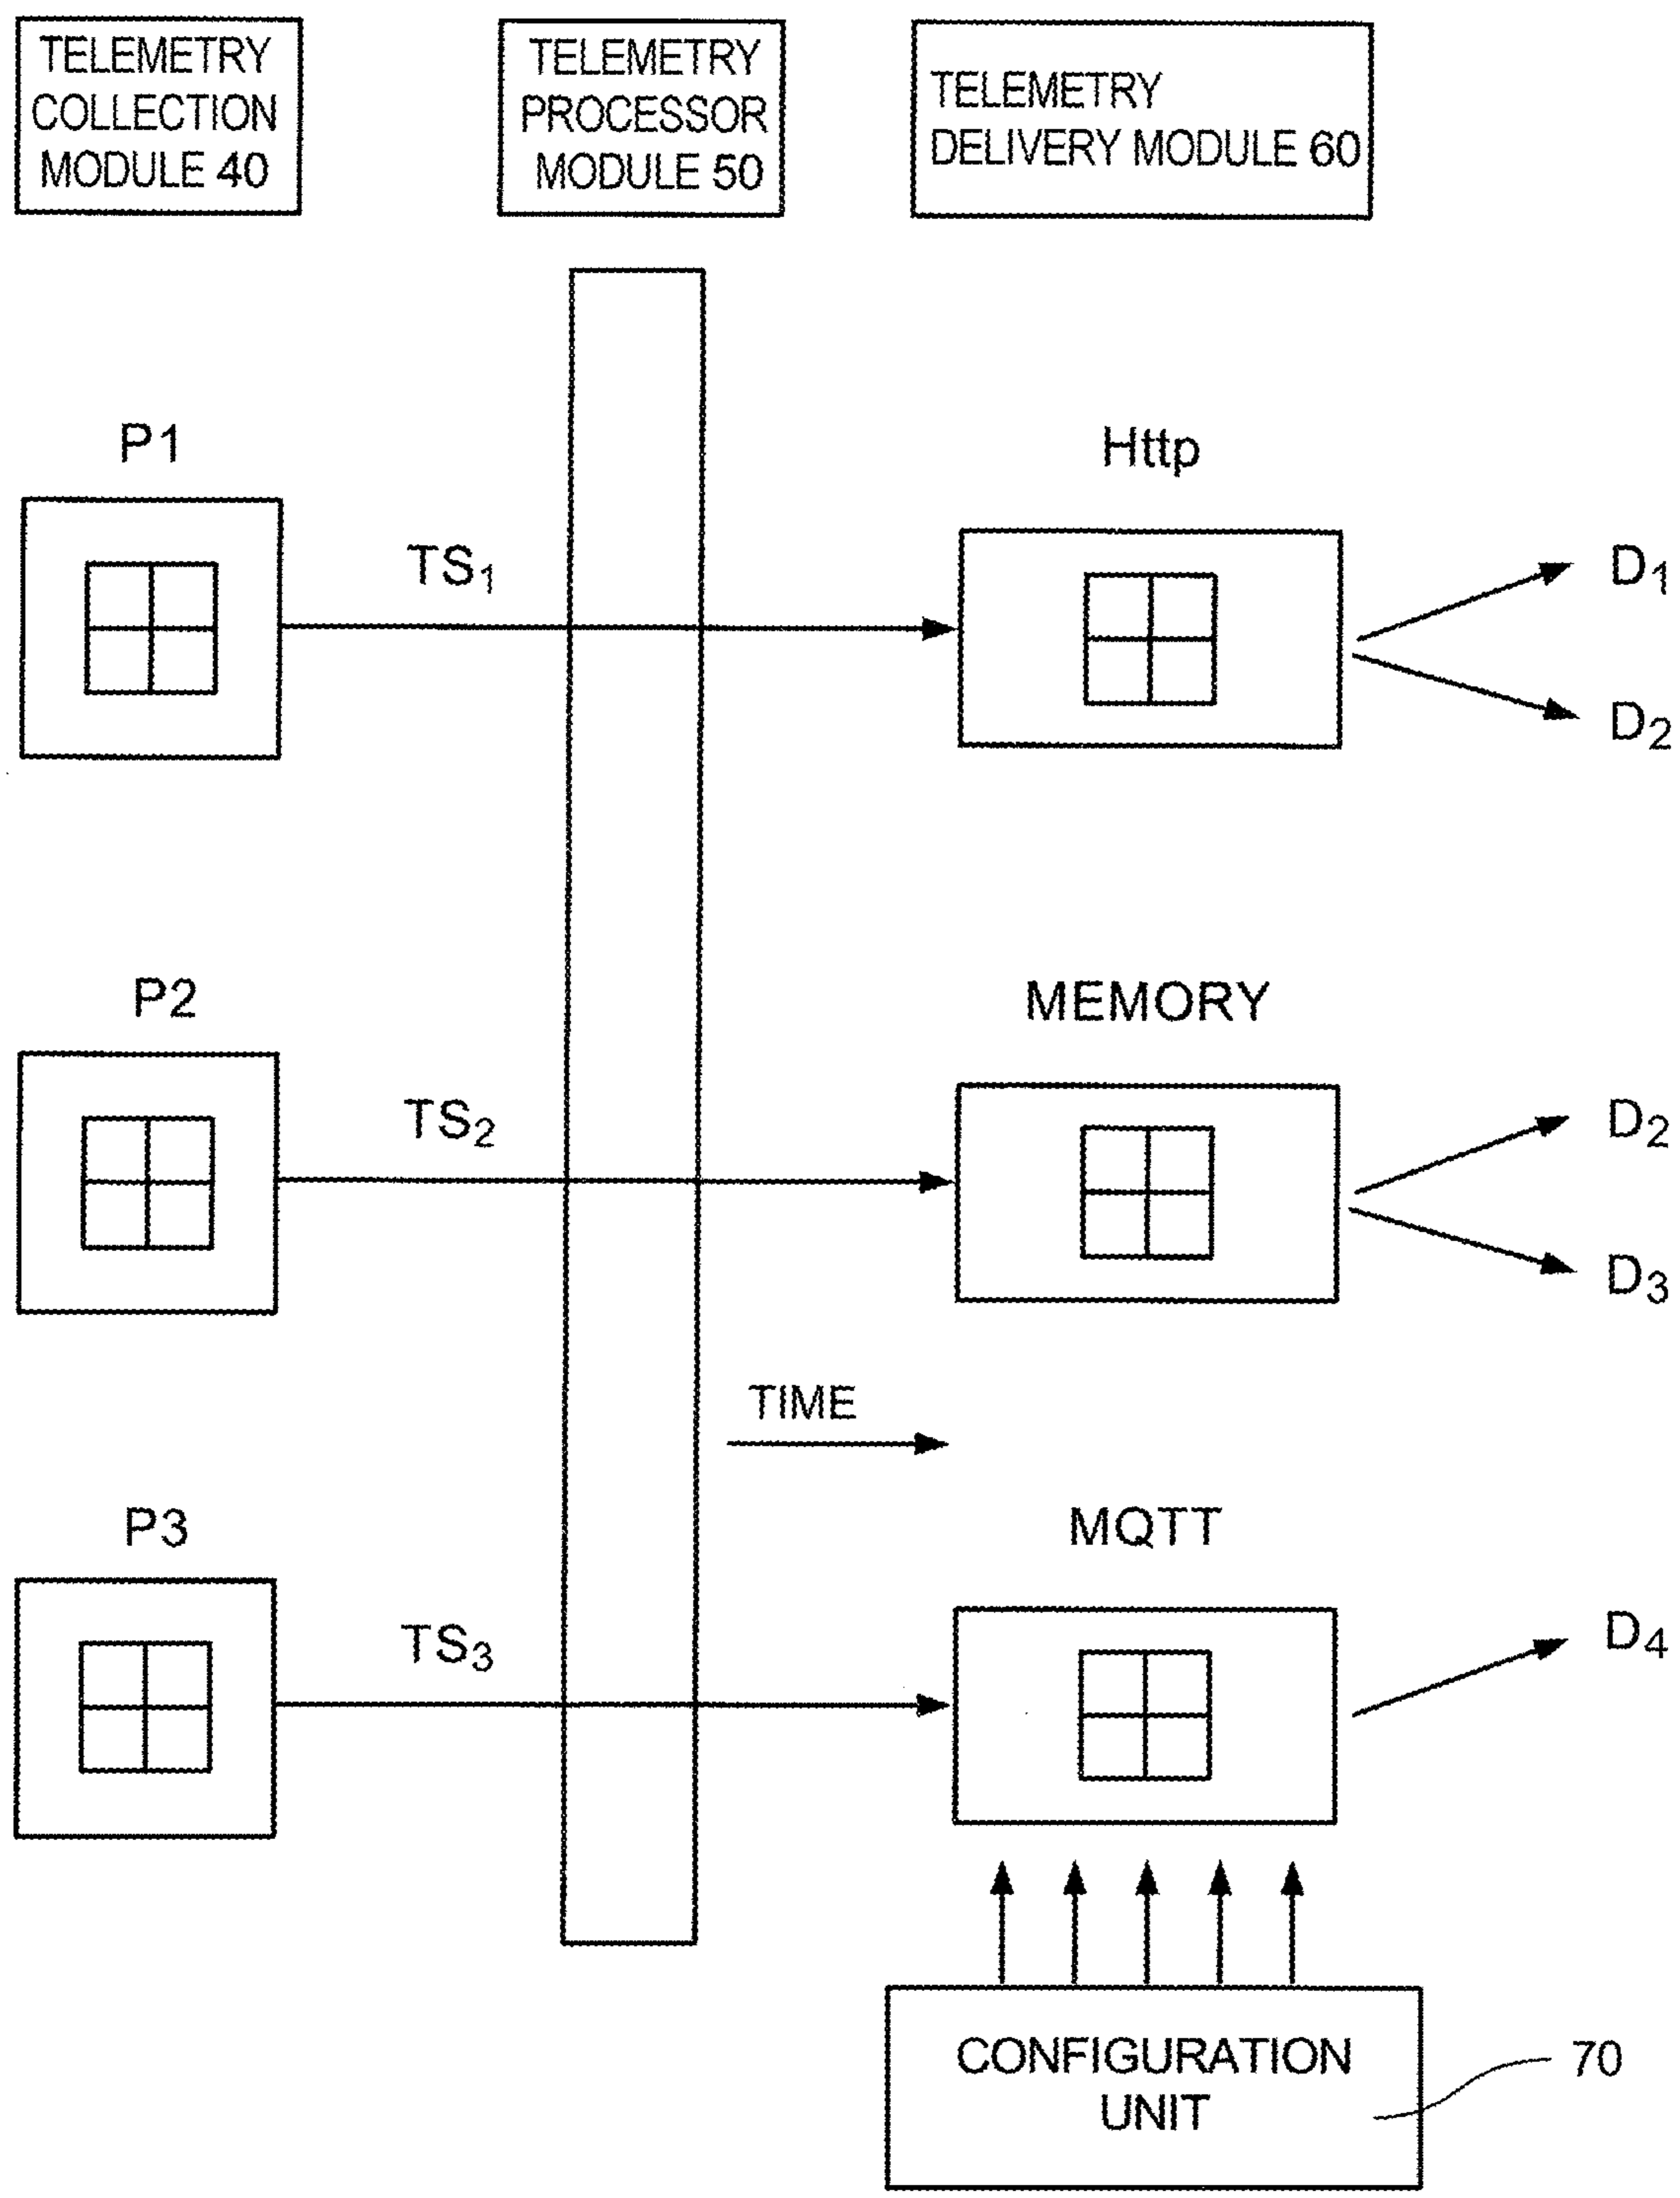 TELEMETRY
COLLECTION
MODULE 40
TELEMETRY
PROCESSOR
MODULE 50
TELEMETRY
DELIVERY MODULE 60
P1
Http
TS1
D1
D2
P2
MEMORY
TS2
D2
D3
TIME
P3
MQTT
TS3
D4
CONFIGURATION
UNIT
70